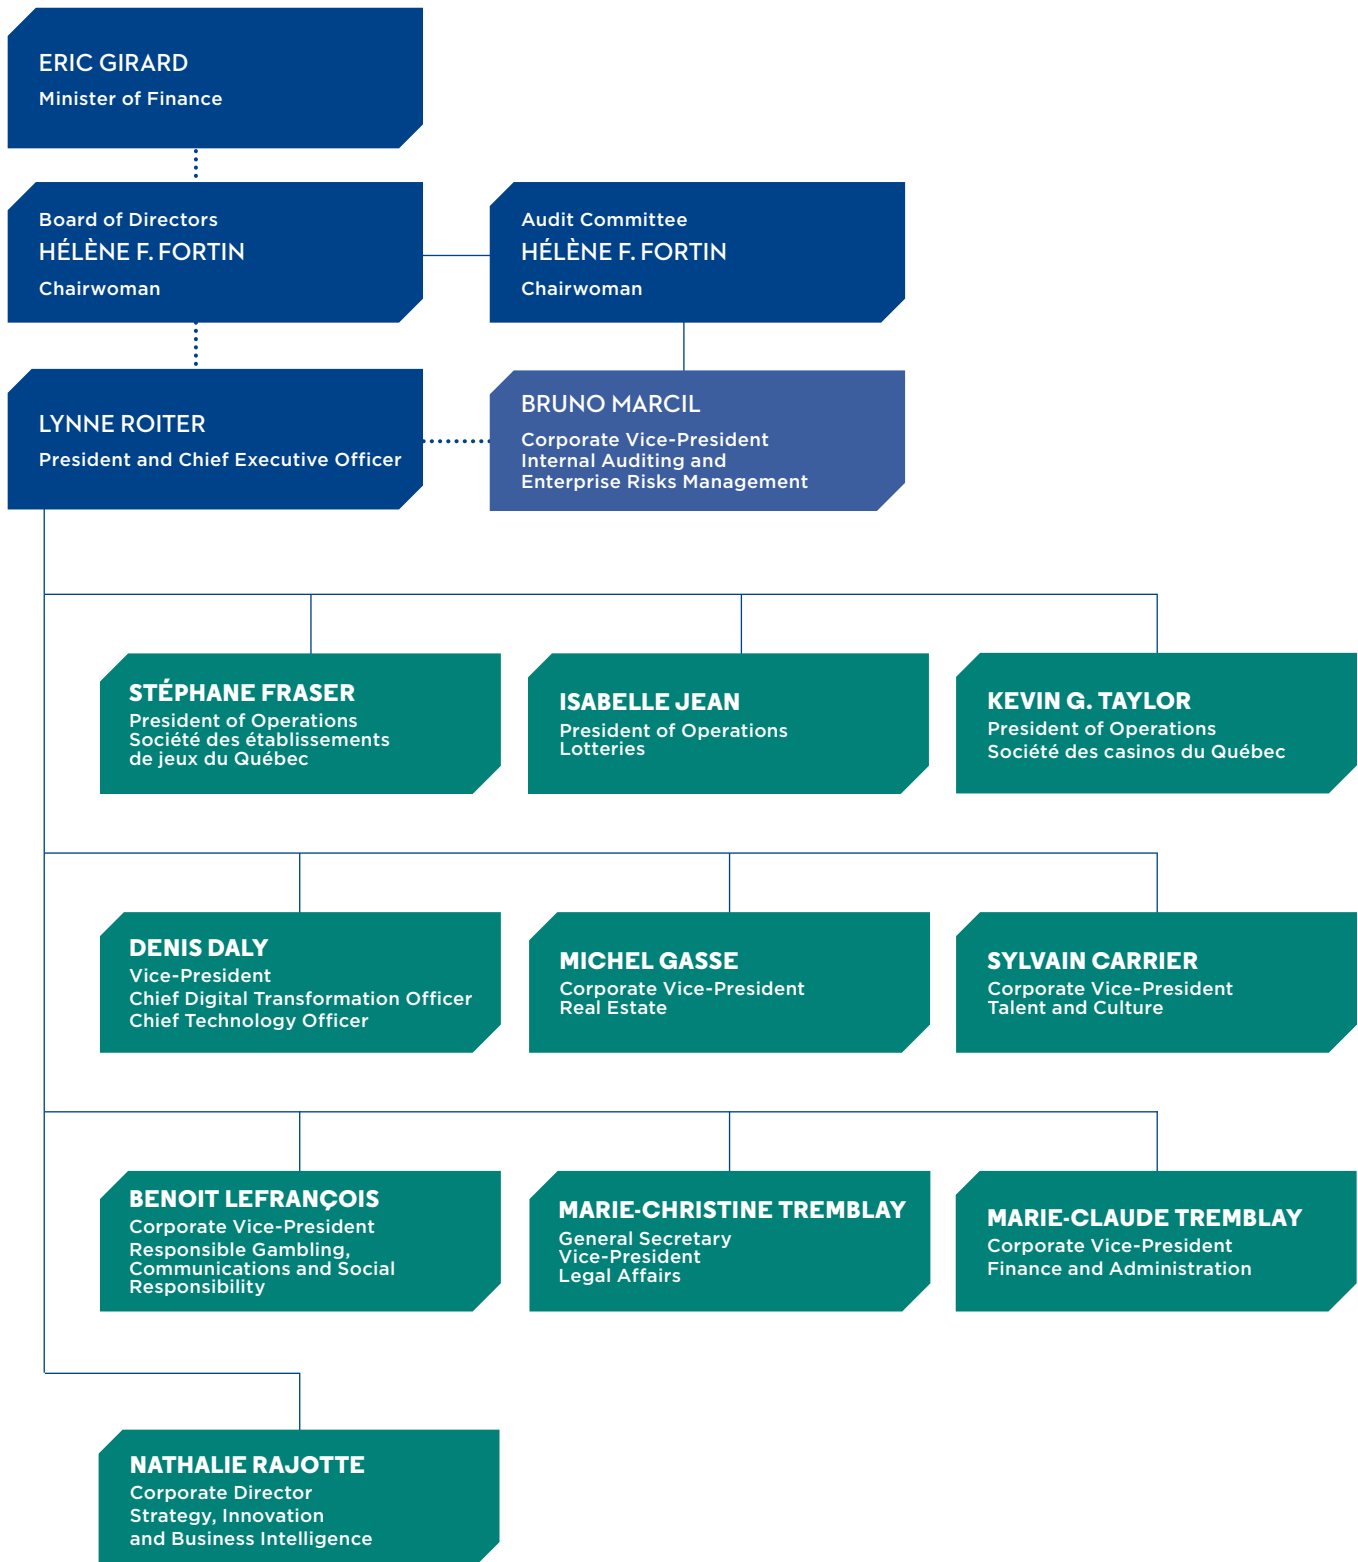 ERIC GIRARD
Minister of Finance
Board of Directors
HÉLÈNE F. FORTIN
Chairwoman
Audit Committee
HÉLÈNE F. FORTIN
Chairwoman
LYNNE ROITER
President and Chief Executive Officer
BRUNO MARCIL
Corporate Vice-President
Internal Auditing and
Enterprise Risks Management
STÉPHANE FRASER
President of Operations
Société des établissements
de jeux du Québec
ISABELLE JEAN
President of Operations
Lotteries
KEVIN G. TAYLOR
President of Operations
Société des casinos du Québec
DENIS DALY
Vice-President
Chief Digital Transformation Officer
Chief Technology Officer
MICHEL GASSE
Corporate Vice-President
Real Estate
SYLVAIN CARRIER
Corporate Vice-President
Talent and Culture
BENOIT LEFRANÇOIS
Corporate Vice-President
Responsible Gambling,
Communications and Social
Responsibility
MARIE-CHRISTINE TREMBLAY
General Secretary
Vice-President
Legal Affairs
MARIE-CLAUDE TREMBLAY
Corporate Vice-President
Finance and Administration
NATHALIE RAJOTTE
Corporate Director
Strategy, Innovation
and Business Intelligence